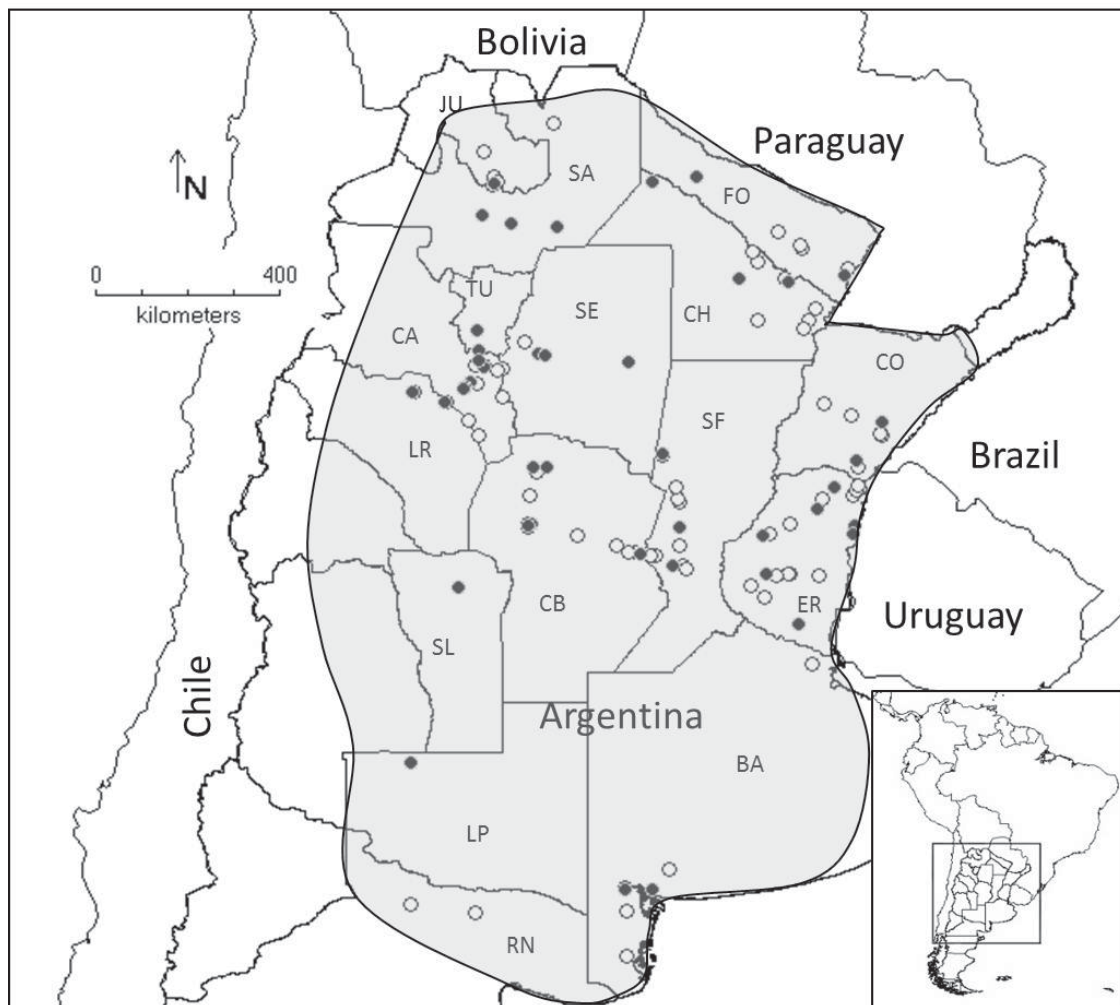 Bolivia
JU
Paraguay
SA
FO
N
0 400
kilometers
TU
SE
CH
CA
CO
SF
LR
Brazil
CB
ER
SL
Uruguay
Chile
Argentina
BA
LP
RN